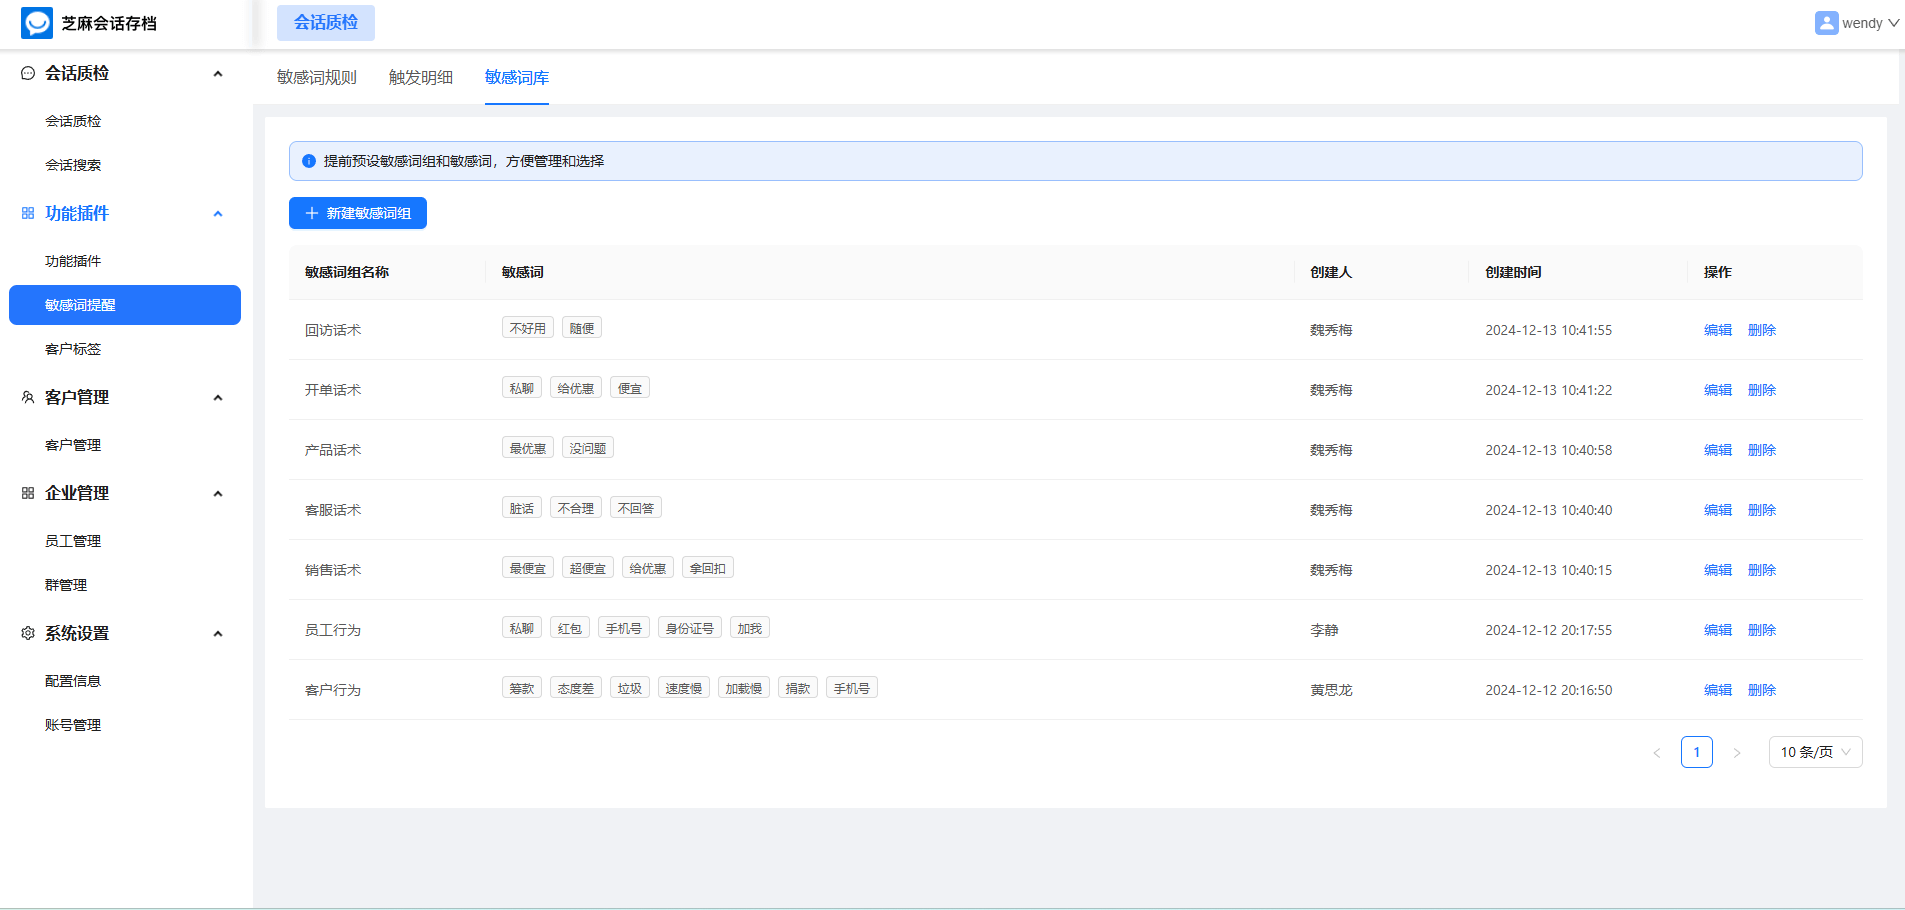 芝麻会话存档
会话质检
wendy
会话质检
会话质检
会话搜索
功能插件
功能插件
敏感词提醒
客户标签
客户管理
客户管理
企业管理
员工管理
群管理
系统设置
配置信息
账号管理
敏感词规则 触发明细 敏感词库
提前预设敏感词组和敏感词，方便管理和选择
新建敏感词组
敏感词组名称 敏感词 创建人 创建时间 操作
回访话术 不好用 随便 魏秀梅 2024-12-13 10:41:55 编辑 删除
开单话术 私聊 给优惠 便宜 魏秀梅 2024-12-13 10:41:22 编辑 删除
产品话术 最优惠 没问题 魏秀梅 2024-12-13 10:40:58 编辑 删除
客服话术 脏话 不合理 不回答 魏秀梅 2024-12-13 10:40:40 编辑 删除
销售话术 最便宜 超便宜 给优惠 拿回扣 魏秀梅 2024-12-13 10:40:15 编辑 删除
员工行为 私聊 红包 手机号 身份证号 加我 李静 2024-12-12 20:17:55 编辑 删除
客户行为 筹款 态度差 垃圾 速度慢 加载慢 捐款 手机号 黄思龙 2024-12-12 20:16:50 编辑 删除
< 1 > 10 条/页